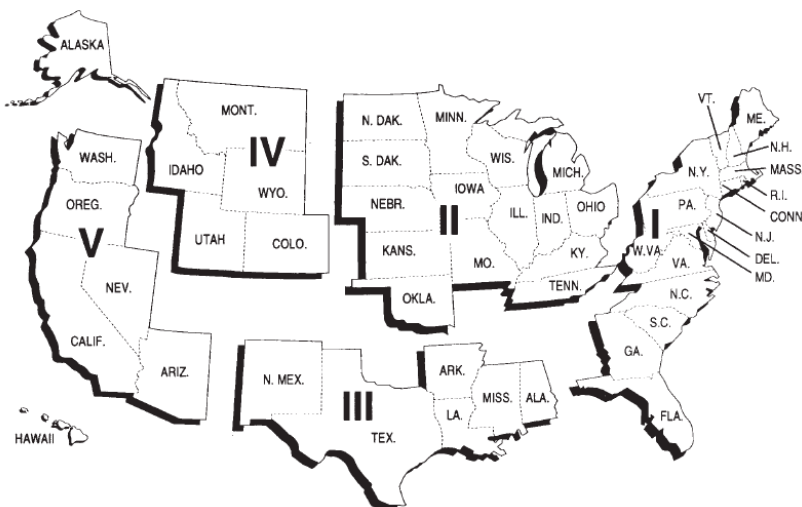 ALASKA
WASH.
OREG.
V
NEV.
CALIF.
ARIZ.
HAWAII
MONT.
IV
IDAHO
WYO.
UTAH
COLO.
N. DAK.
MINN.
S. DAK.
WIS.
MICH.
IOWA
NEBR.
II
ILL.
IND.
OHIO
KANS.
MO.
KY.
OKLA.
TENN.
N. MEX.
III
TEX.
ARK.
LA.
MISS.
ALA.
VT.
ME.
N.H.
MASS
N.Y.
R.I.
CONN
PA.
I
N.J.
W.VA.
DEL.
MD.
VA.
N.C.
S.C.
GA.
FLA.